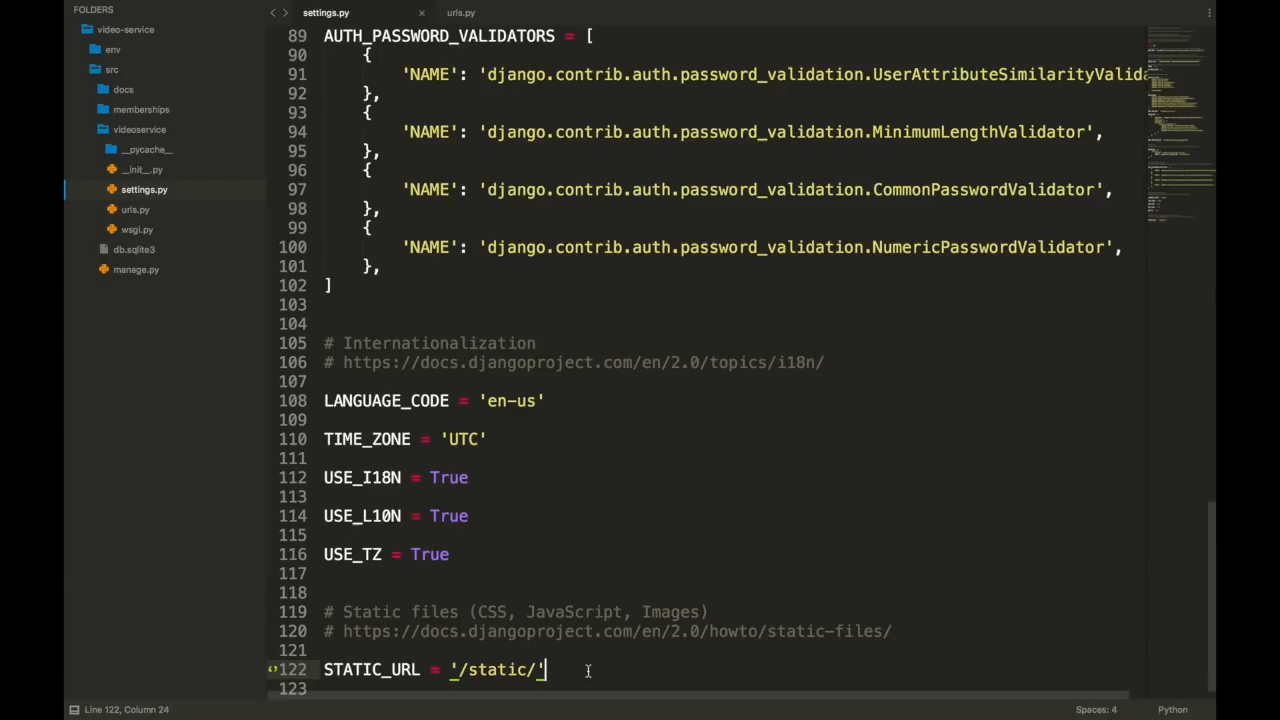 FOLDERS
video-service
env
src
docs
memberships
videoservice
__pycache__
__init__.py
settings.py
urls.py
wsgi.py
db.sqlite3
manage.py
settings.py × urls.py
89 AUTH_PASSWORD_VALIDATORS = [
90 {
91 'NAME': 'django.contrib.auth.password_validation.UserAttributeSimilarityValida
92 },
93 {
94 'NAME': 'django.contrib.auth.password_validation.MinimumLengthValidator',
95 },
96 {
97 'NAME': 'django.contrib.auth.password_validation.CommonPasswordValidator',
98 },
99 {
100 'NAME': 'django.contrib.auth.password_validation.NumericPasswordValidator',
101 },
102 ]
103
104
105 # Internationalization
106 # https://docs.djangoproject.com/en/2.0/topics/i18n/
107
108 LANGUAGE_CODE = 'en-us'
109
110 TIME_ZONE = 'UTC'
111
112 USE_I18N = True
113
114 USE_L10N = True
115
116 USE_TZ = True
117
118
119 # Static files (CSS, JavaScript, Images)
120 # https://docs.djangoproject.com/en/2.0/howto/static-files/
121
122 STATIC_URL = '/static/'
123
Line 122, Column 24 Spaces: 4 Python